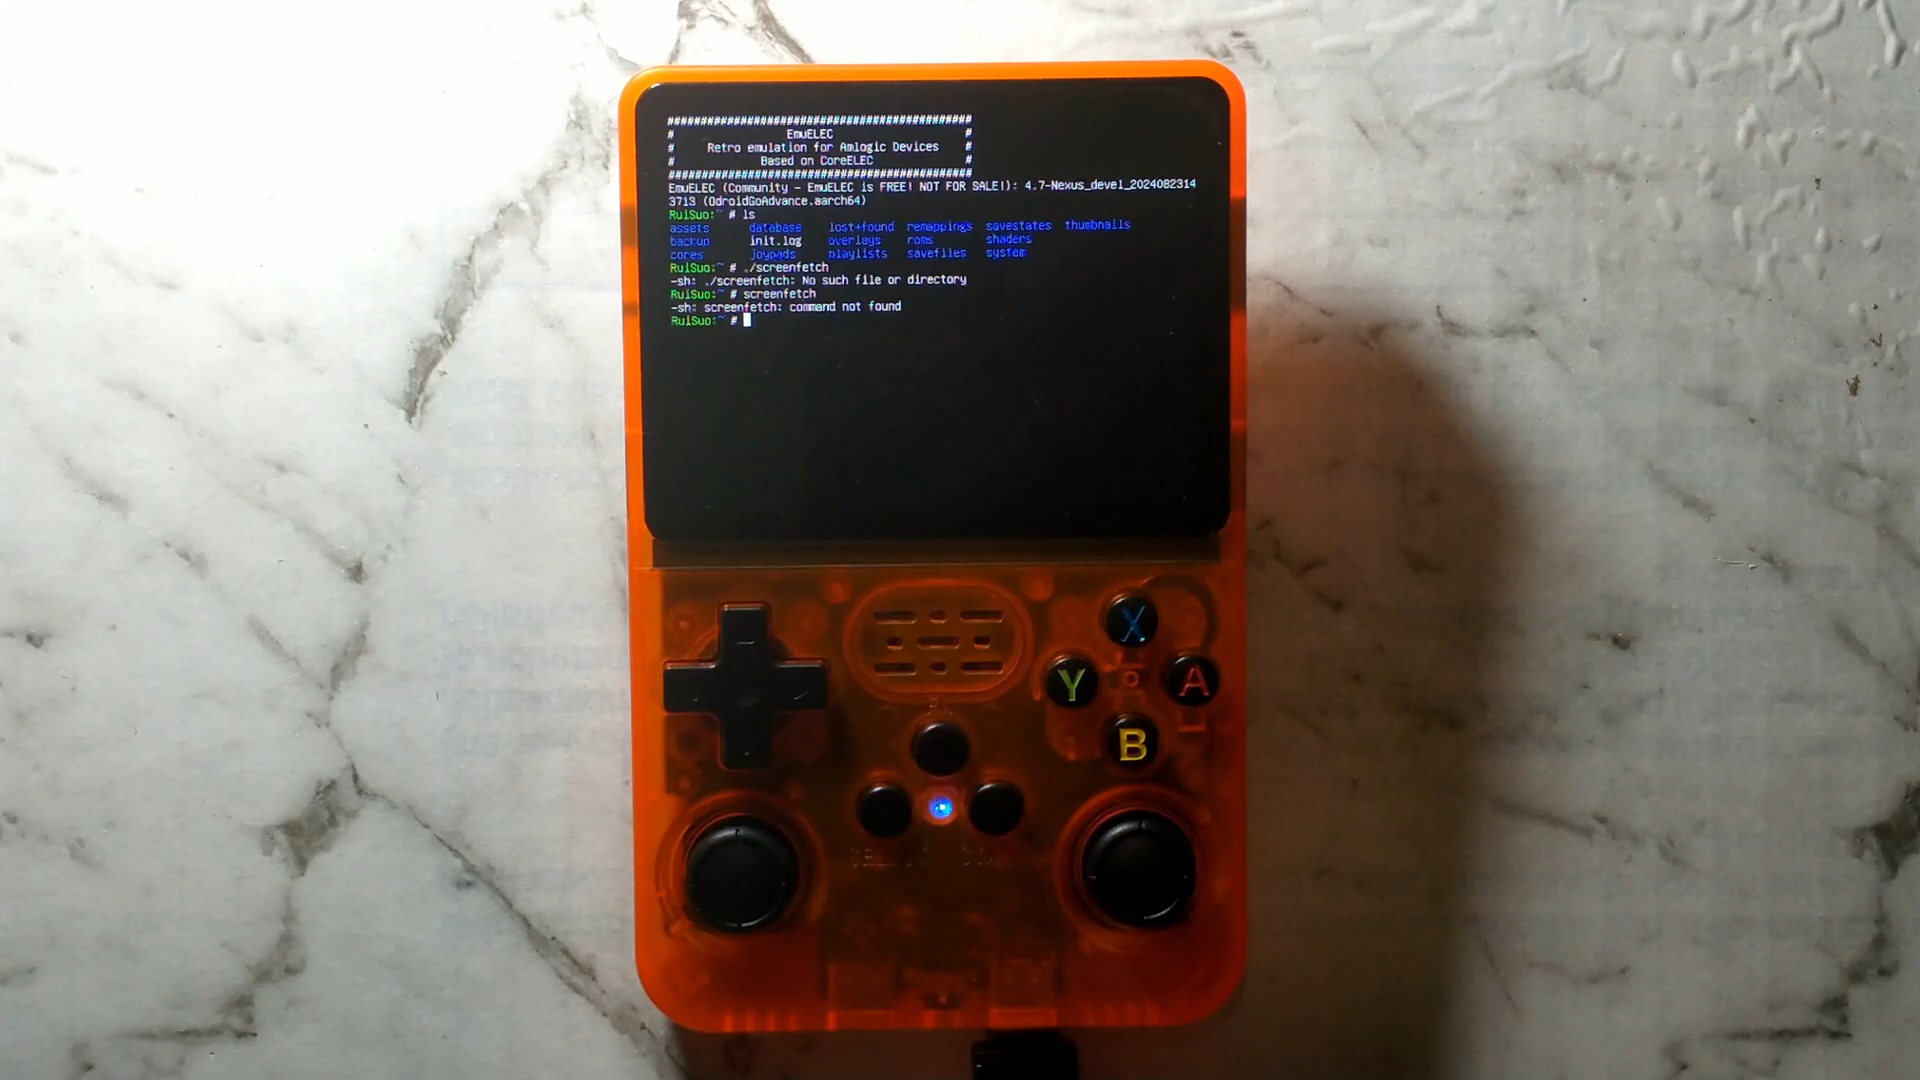 ##############################################
# EmuELEC #
# Retro emulation for Amlogic Devices #
# Based on CoreELEC #
##############################################
EmuELEC (Community - EmuELEC is FREE! NOT FOR SALE!): 4.7-Nexus_devel_2024082314
3713 (OdroidGoAdvance.aarch64)
RuiSuo:~ # ls
assets database lost+found remappings savestates thumbnails
backup init.log overlays roms shaders
cores joypads playlists savefiles system
RuiSuo:~ # ./screenfetch
-sh: ./screenfetch: No such file or directory
RuiSuo:~ # screenfetch
-sh: screenfetch: command not found
RuiSuo:~ #
X
Y A
B